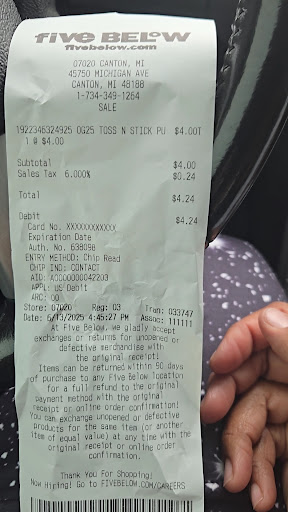 five BELOW
fivebelow.com
07020 CANTON, MI
45750 MICHIGAN AVE
CANTON, MI 48188
1-734-349-1264
SALE
1922346324925 OG25 TOSS N STICK PU $4.00T
1 @ $4.00
Subtotal $4.00
Sales Tax 6.000% $0.24
Total $4.24
Debit $4.24
Card No. XXXXXXXXXXXX
Expiration Date
Auth. No. 638098
ENTRY METHOD: Chip Read
CHIP IND: CONTACT
AID: A0000000042203
APPL: US Debit
ARC: 00
Store: 07020 Reg: 03 Tran: 033747
Date: 6/13/2025 4:45:27 PM Assoc: 111111
At Five Below, we gladly accept
exchanges or returns for unopened or
defective merchandise with
the original receipt!
Items can be returned within 90 days
of purchase to any Five Below location
for a full refund to the original
payment method with the original
receipt or online order confirmation!
You can exchange unopened or defective
products for the same item (or another
item of equal value) at any time with the
original receipt or online order
confirmation.
Thank You For Shopping!
Now Hiring! Go to FIVEBELOW.COM/CAREERS